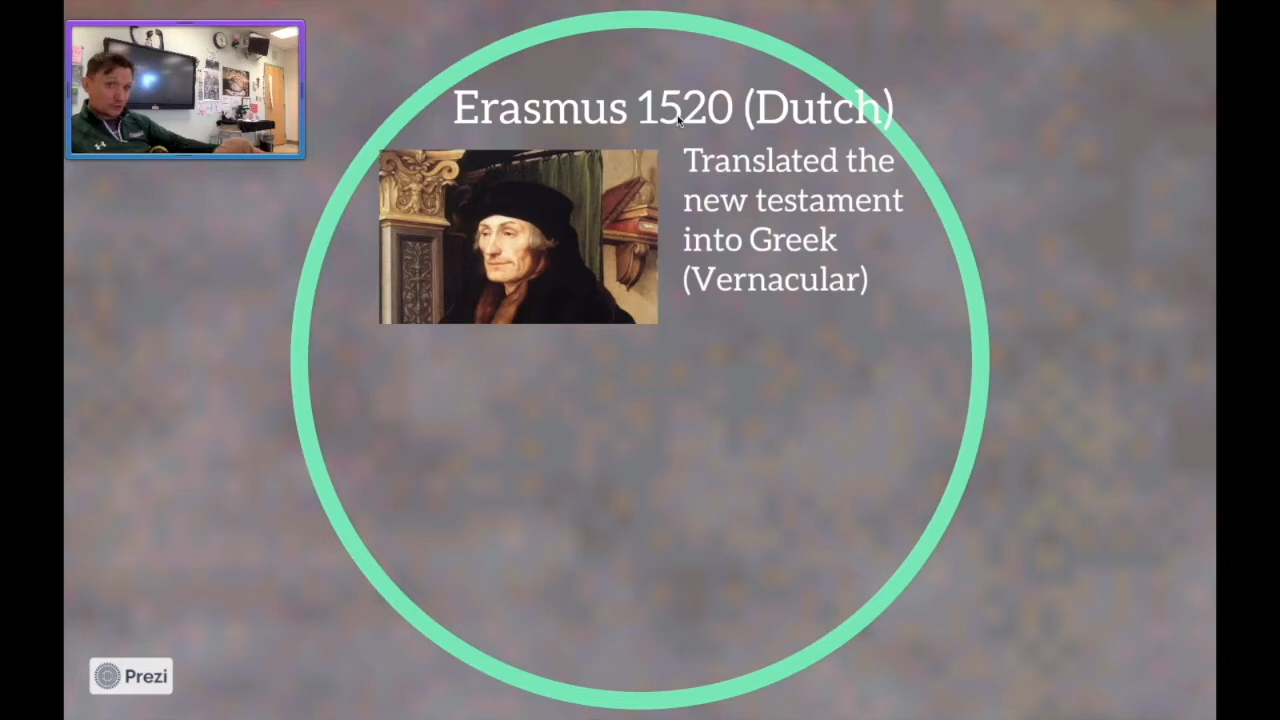 Erasmus 1520 (Dutch)
Translated the
new testament
into Greek
(Vernacular)
Prezi